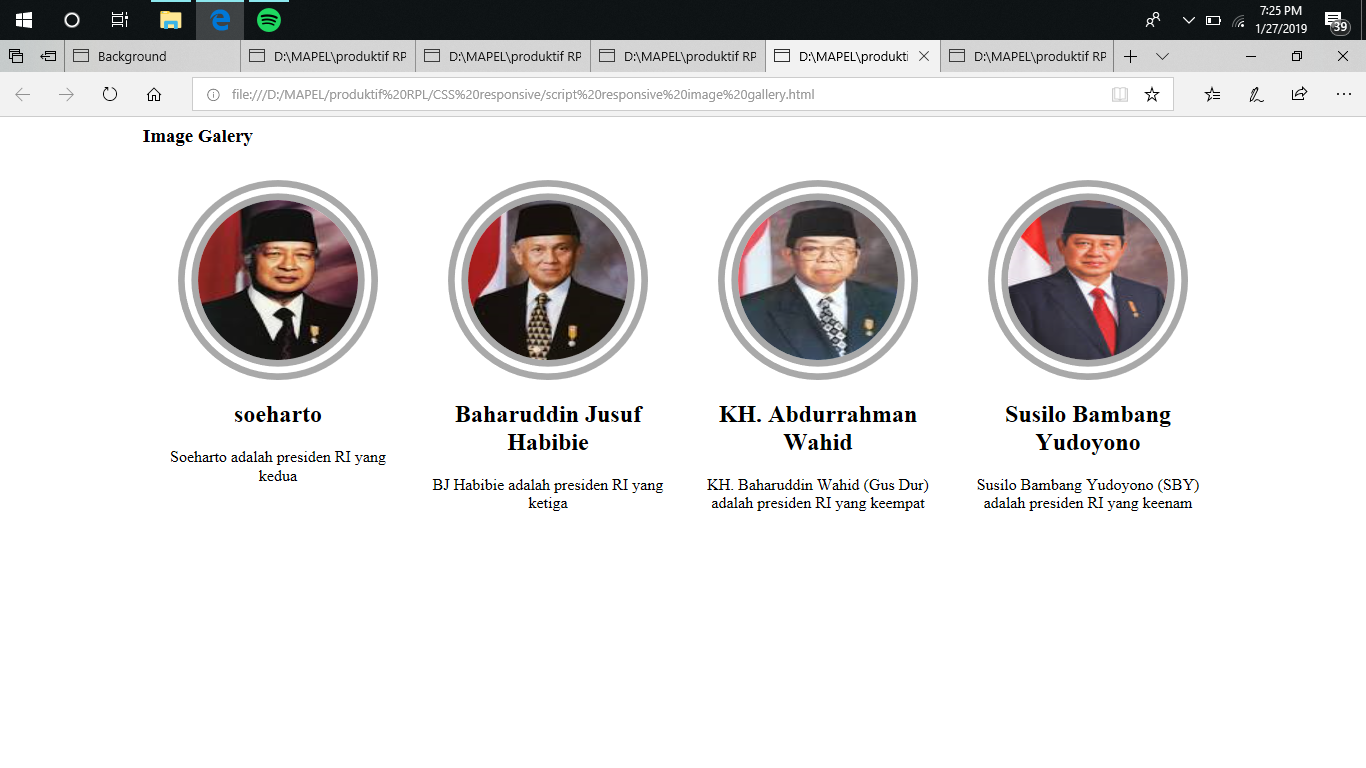 7:25 PM
1/27/2019
39
Background
D:\MAPEL\produktif RP
D:\MAPEL\produktif RP
D:\MAPEL\produktif RP
D:\MAPEL\produkti
D:\MAPEL\produktif RP
file:///D:/MAPEL/produktif%20RPL/CSS%20responsive/script%20responsive%20image%20gallery.html
Image Galery
soeharto
Soeharto adalah presiden RI yang
kedua
Baharuddin Jusuf
Habibie
BJ Habibie adalah presiden RI yang
ketiga
KH. Abdurrahman
Wahid
KH. Baharuddin Wahid (Gus Dur)
adalah presiden RI yang keempat
Susilo Bambang
Yudoyono
Susilo Bambang Yudoyono (SBY)
adalah presiden RI yang keenam